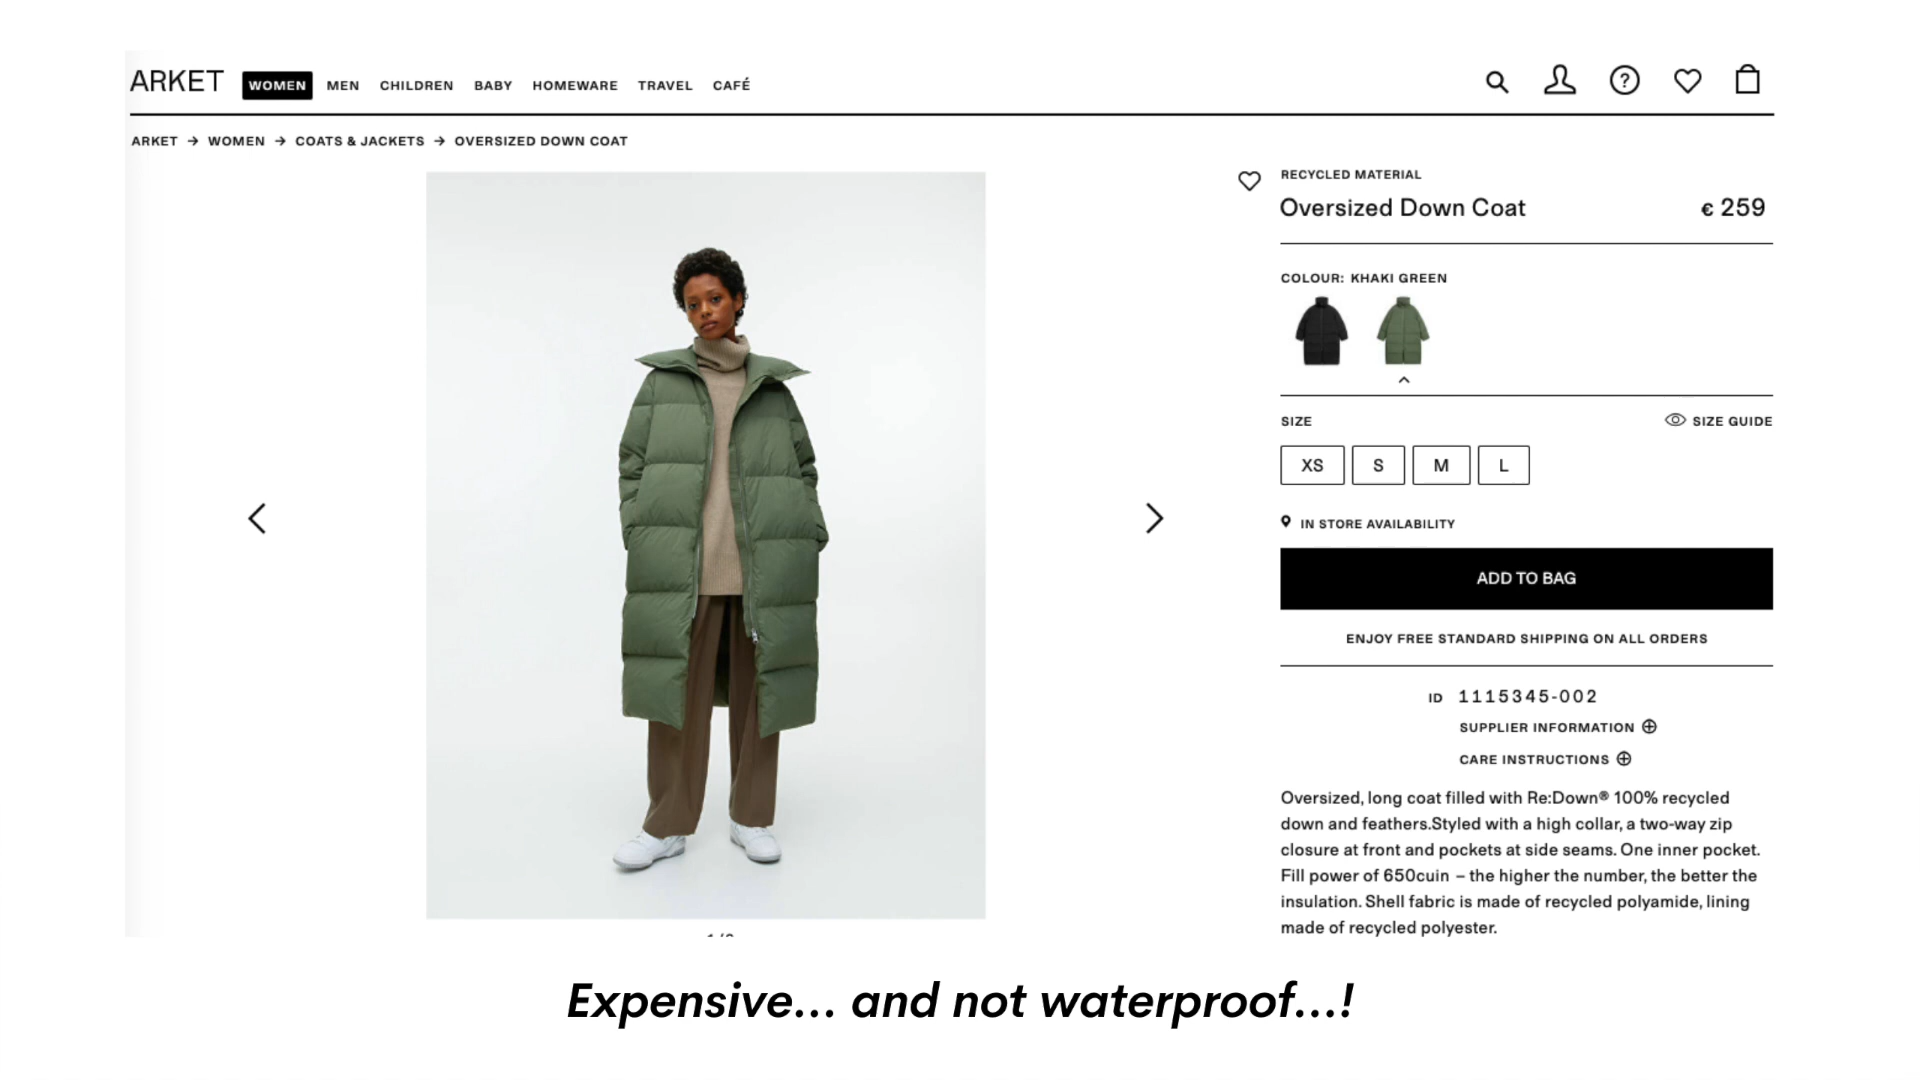 ARKET WOMEN MEN CHILDREN BABY HOMEWARE TRAVEL CAFÉ
ARKET → WOMEN → COATS & JACKETS → OVERSIZED DOWN COAT
RECYCLED MATERIAL
Oversized Down Coat € 259
COLOUR: KHAKI GREEN
SIZE SIZE GUIDE
XS S M L
IN STORE AVAILABILITY
ADD TO BAG
ENJOY FREE STANDARD SHIPPING ON ALL ORDERS
ID 1115345-002
SUPPLIER INFORMATION
CARE INSTRUCTIONS
Oversized, long coat filled with Re:Down® 100% recycled
down and feathers.Styled with a high collar, a two-way zip
closure at front and pockets at side seams. One inner pocket.
Fill power of 650cuin – the higher the number, the better the
insulation. Shell fabric is made of recycled polyamide, lining
made of recycled polyester.
Expensive... and not waterproof...!